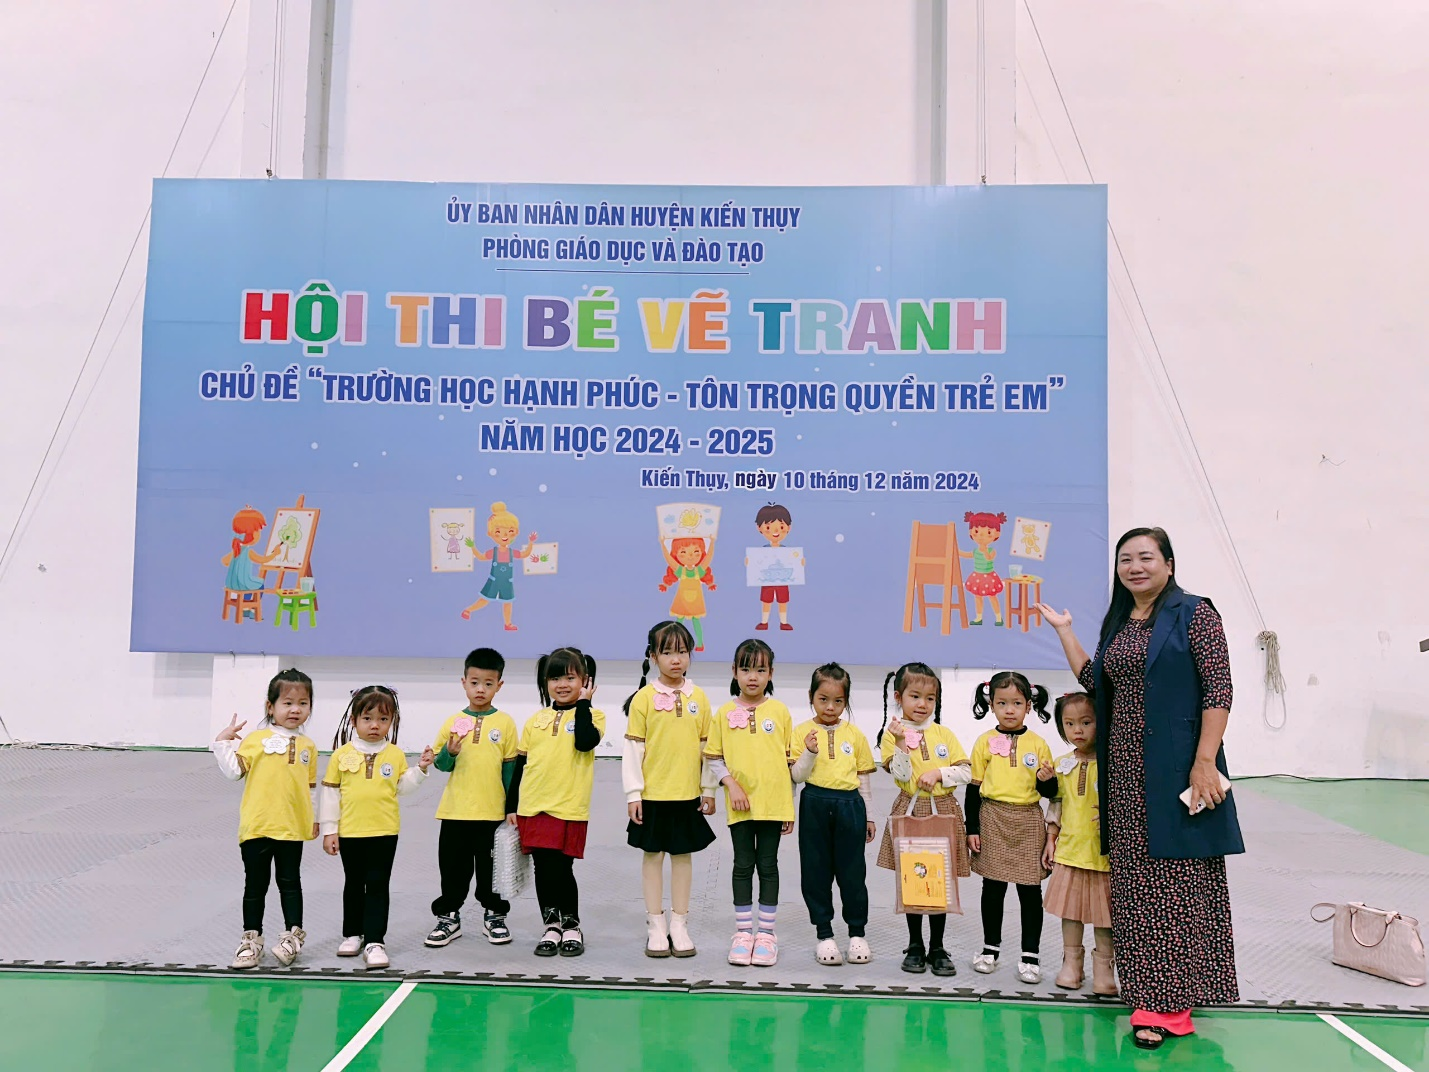 ỦY BAN NHÂN DÂN HUYỆN KIẾN THỤY
PHÒNG GIÁO DỤC VÀ ĐÀO TẠO
HỘI THI BÉ VẼ TRANH
CHỦ ĐỀ “TRƯỜNG HỌC HẠNH PHÚC - TÔN TRỌNG QUYỀN TRẺ EM”
NĂM HỌC 2024 - 2025
Kiến Thụy, ngày 10 tháng 12 năm 2024